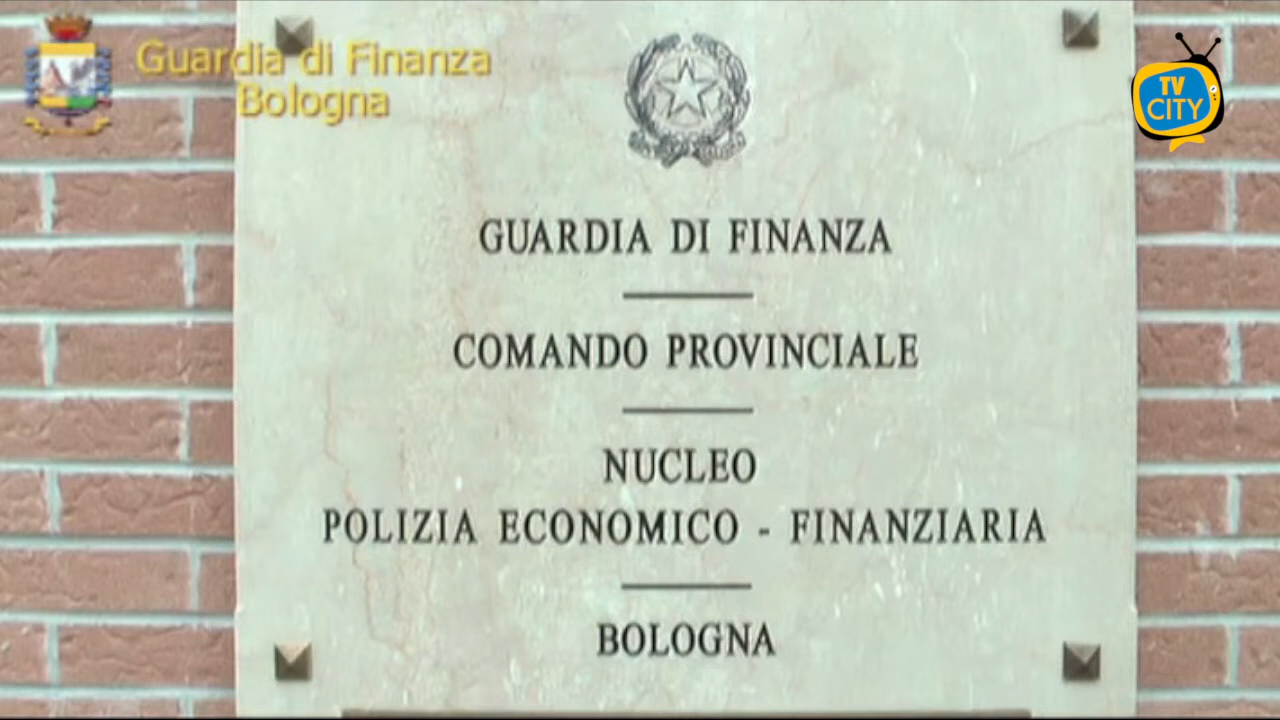 Guardia di Finanza
Bologna
TV
CITY
GUARDIA DI FINANZA
COMANDO PROVINCIALE
NUCLEO
POLIZIA ECONOMICO - FINANZIARIA
BOLOGNA